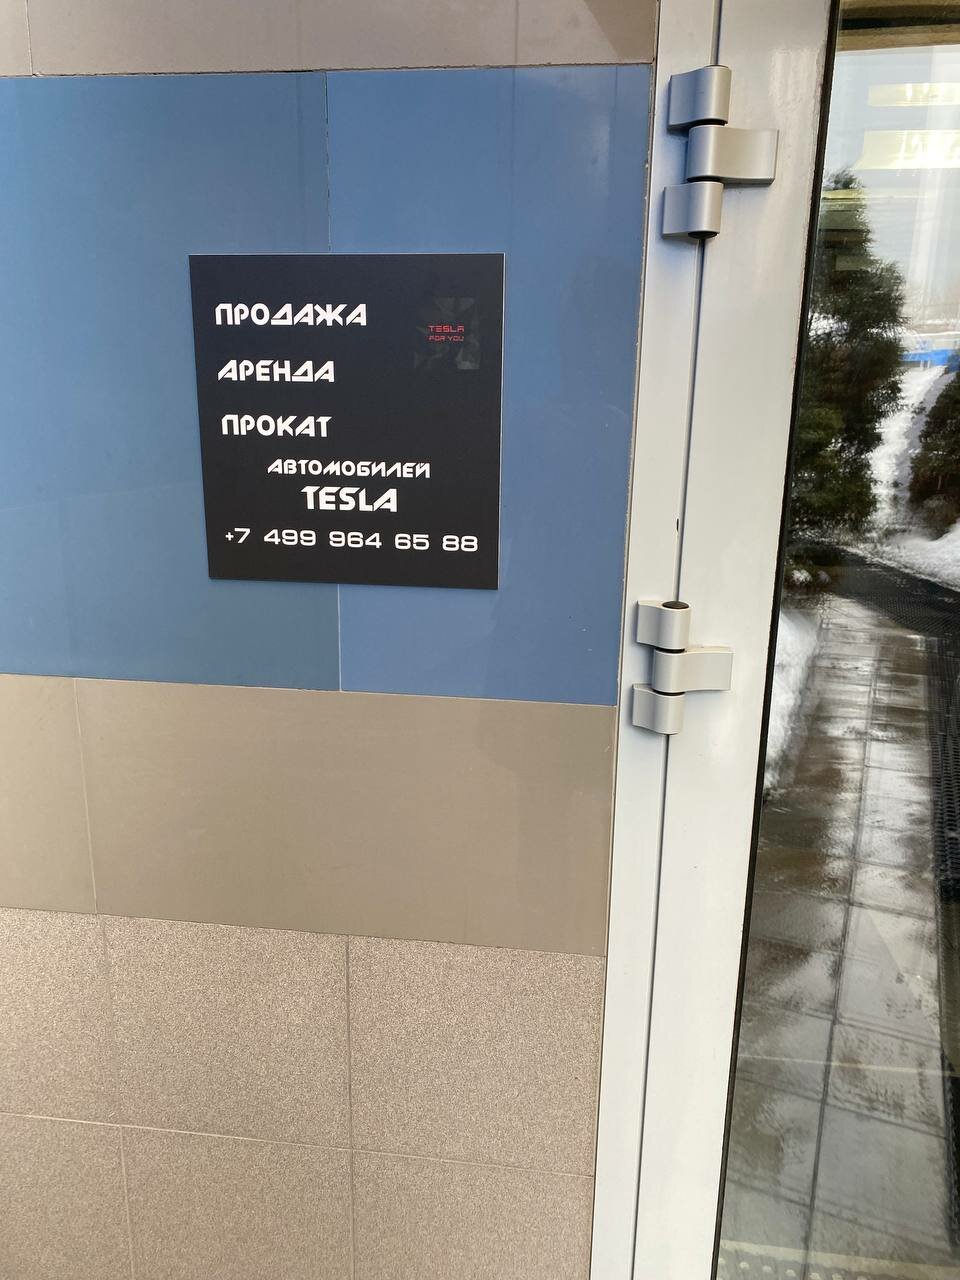 ПРОДАЖА
TESLA
FOR YOU
АРЕНДА
ПРОКАТ
АВТОМОБИЛЕЙ
TESLA
+7 499 964 65 88